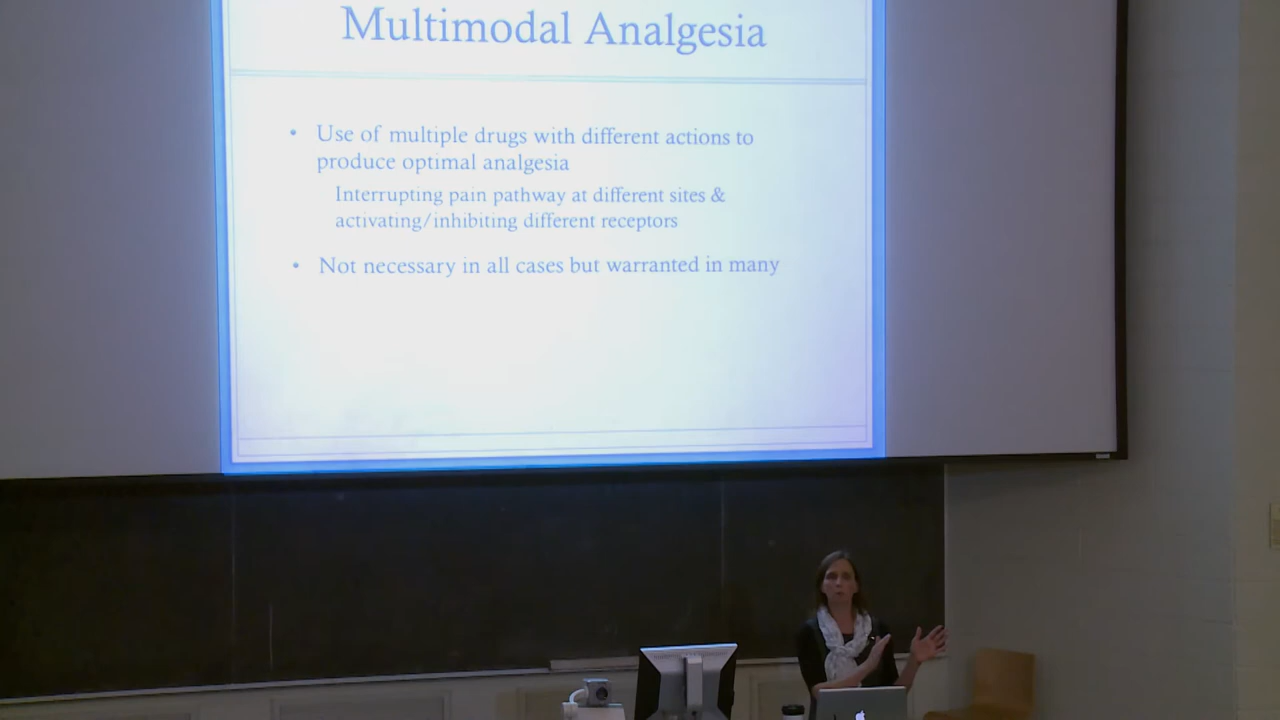 Multimodal Analgesia
• Use of multiple drugs with different actions to
produce optimal analgesia
Interrupting pain pathway at different sites &
activating/inhibiting different receptors
• Not necessary in all cases but warranted in many